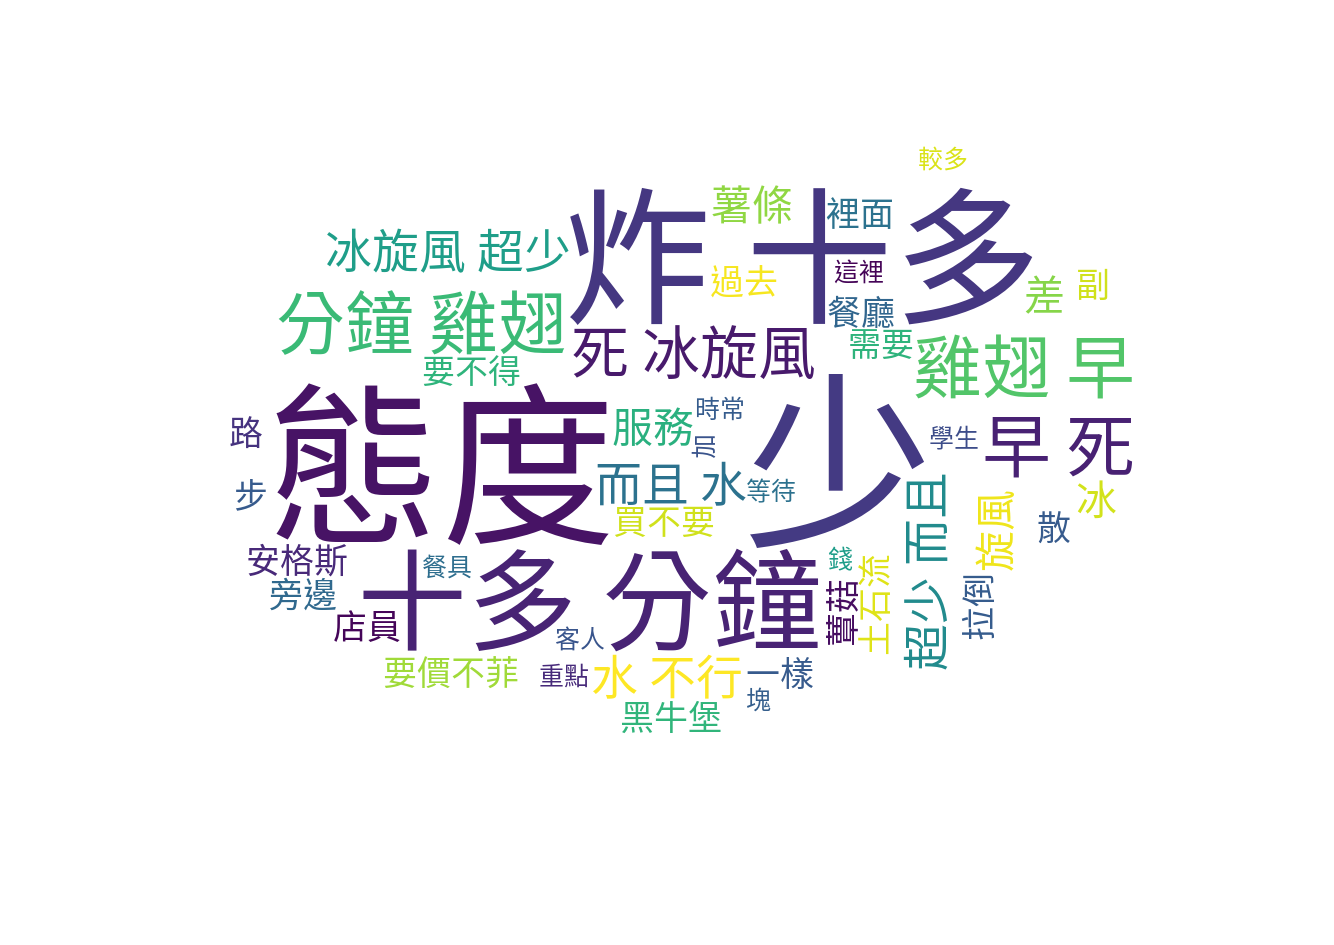 較多
炸 十多
薯條
裡面
冰旋風 超少
過去
這裡
差
副
分鐘 雞翅
餐廳
死 冰旋風
需要
雞翅 早
要不得
態度
少
服務
時常
加
路
學生
早 死
步
而且 水
等待
冰
買不要
超少 而且
旋風
散
安格斯
十多 分鐘
餐具
錢
土石流
旁邊
蕈菇
拉倒
店員
客人
要價不菲
重點
水 不行
一樣
塊
黑牛堡